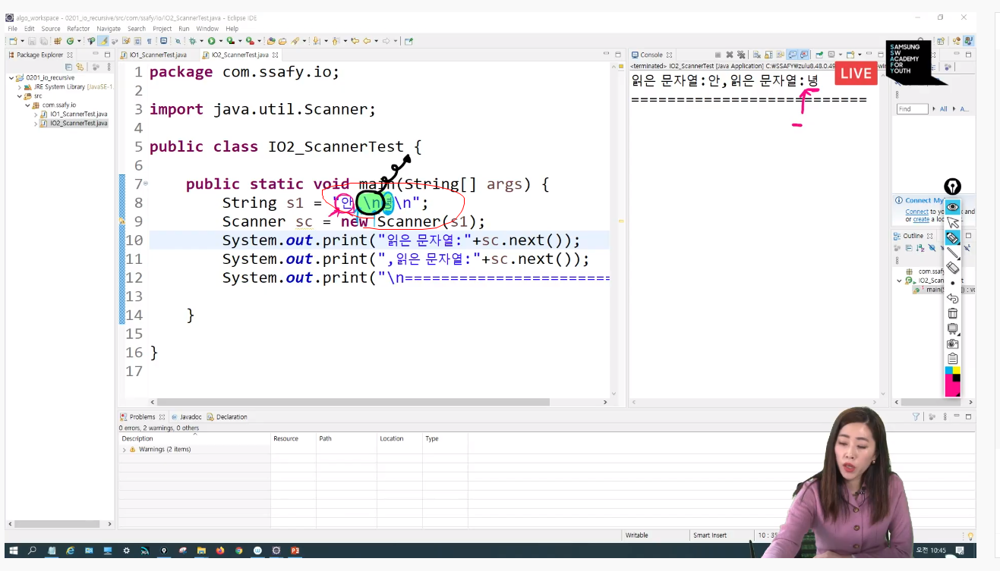 algo_workspace - 0201_io_recursive/src/com/ssafy/io/IO2_ScannerTest.java - Eclipse IDE
File Edit Source Refactor Navigate Search Project Run Window Help
Package Explorer
0201_io_recursive
JRE System Library [JavaSE-1.
src
com.ssafy.io
IO1_ScannerTest.java
IO2_ScannerTest.java
IO1_ScannerTest.java IO2_ScannerTest.java
1 package com.ssafy.io;
2
3 import java.util.Scanner;
4
5 public class IO2_ScannerTest {
6
7 public static void main(String[] args) {
8 String s1 = "안 \n녕\n";
9 Scanner sc = new Scanner(s1);
10 System.out.print("읽은 문자열:"+sc.next());
11 System.out.print(",읽은 문자열:"+sc.next());
12 System.out.print("\n=======================
13
14 }
15
16 }
17
Console
<terminated> IO2_ScannerTest [Java Application] C:₩SSAFY₩zulu8.48.0.49
읽은 문자열:안,읽은 문자열:녕
==========================
LIVE
SAMSUNG
SW
ACADEMY
FOR
YOUTH
Find All A...
Connect My
Connect to and
or create a
Outline
com.ssafy
IO2_Scan
main(
Problems Javadoc Declaration
0 errors, 2 warnings, 0 others
Description Resource Path Location Type
Warnings (2 items)
Writable Smart Insert
오전 10:45